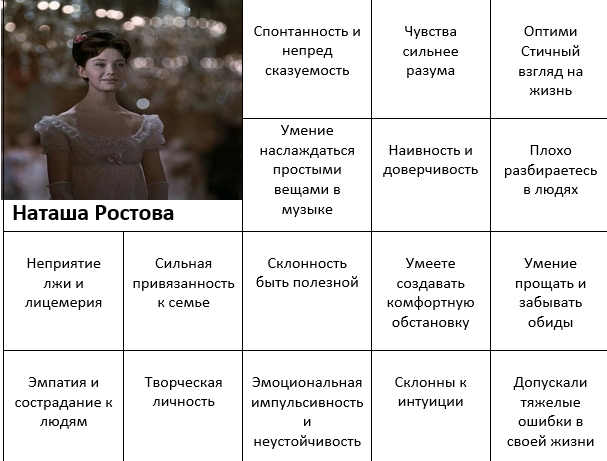 Спонтанность и
непред
сказуемость
Чувства
сильнее
разума
Оптими
Стичный
взгляд на
жизнь
Умение
наслаждаться
простыми
вещами в
музыке
Наивность и
доверчивость
Плохо
разбираетесь
в людях
Наташа Ростова
Неприятие
лжи и
лицемерия
Сильная
привязанность
к семье
Склонность
быть полезной
Умеете
создавать
комфортную
обстановку
Умение
прощать и
забывать
обиды
Эмпатия и
сострадание к
людям
Творческая
личность
Эмоциональная
импульсивность
и
неустойчивость
Склонны к
интуиции
Допускали
тяжелые
ошибки в
своей жизни